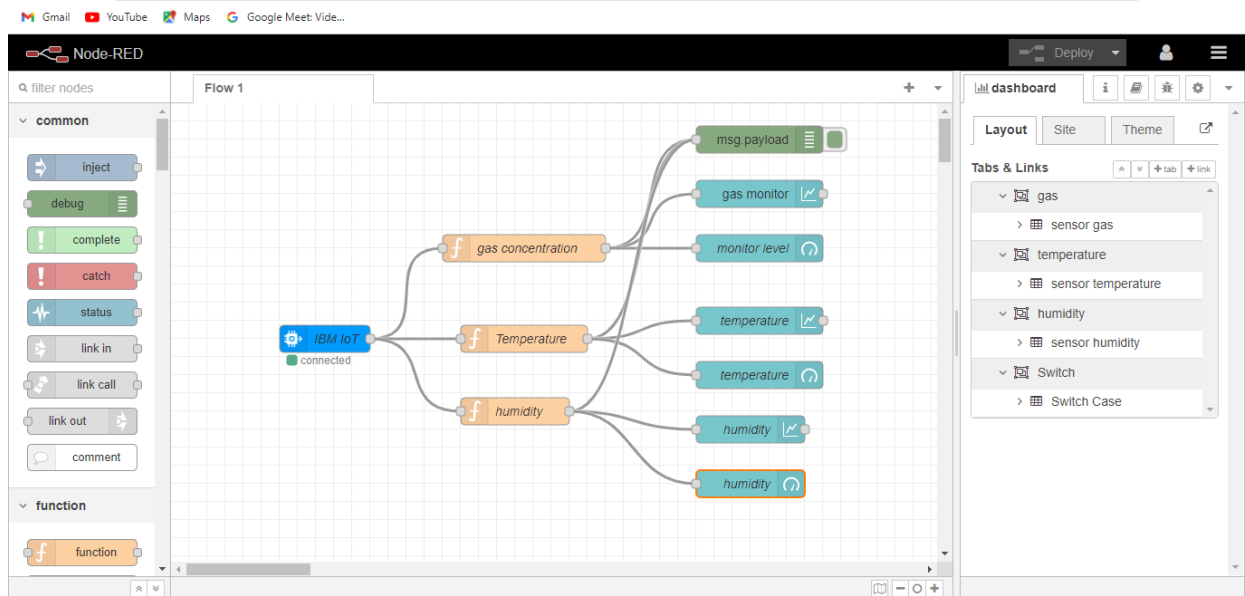 Gmail YouTube Maps Google Meet: Vide...
Node-RED Deploy
filter nodes
Flow 1
dashboard
common
inject
debug
complete
catch
status
link in
link call
link out
comment
function
function
msg.payload
gas monitor
gas concentration
monitor level
temperature
IBM IoT
Temperature
connected
temperature
humidity
humidity
humidity
Layout Site Theme
Tabs & Links
tab link
gas
sensor gas
temperature
sensor temperature
humidity
sensor humidity
Switch
Switch Case